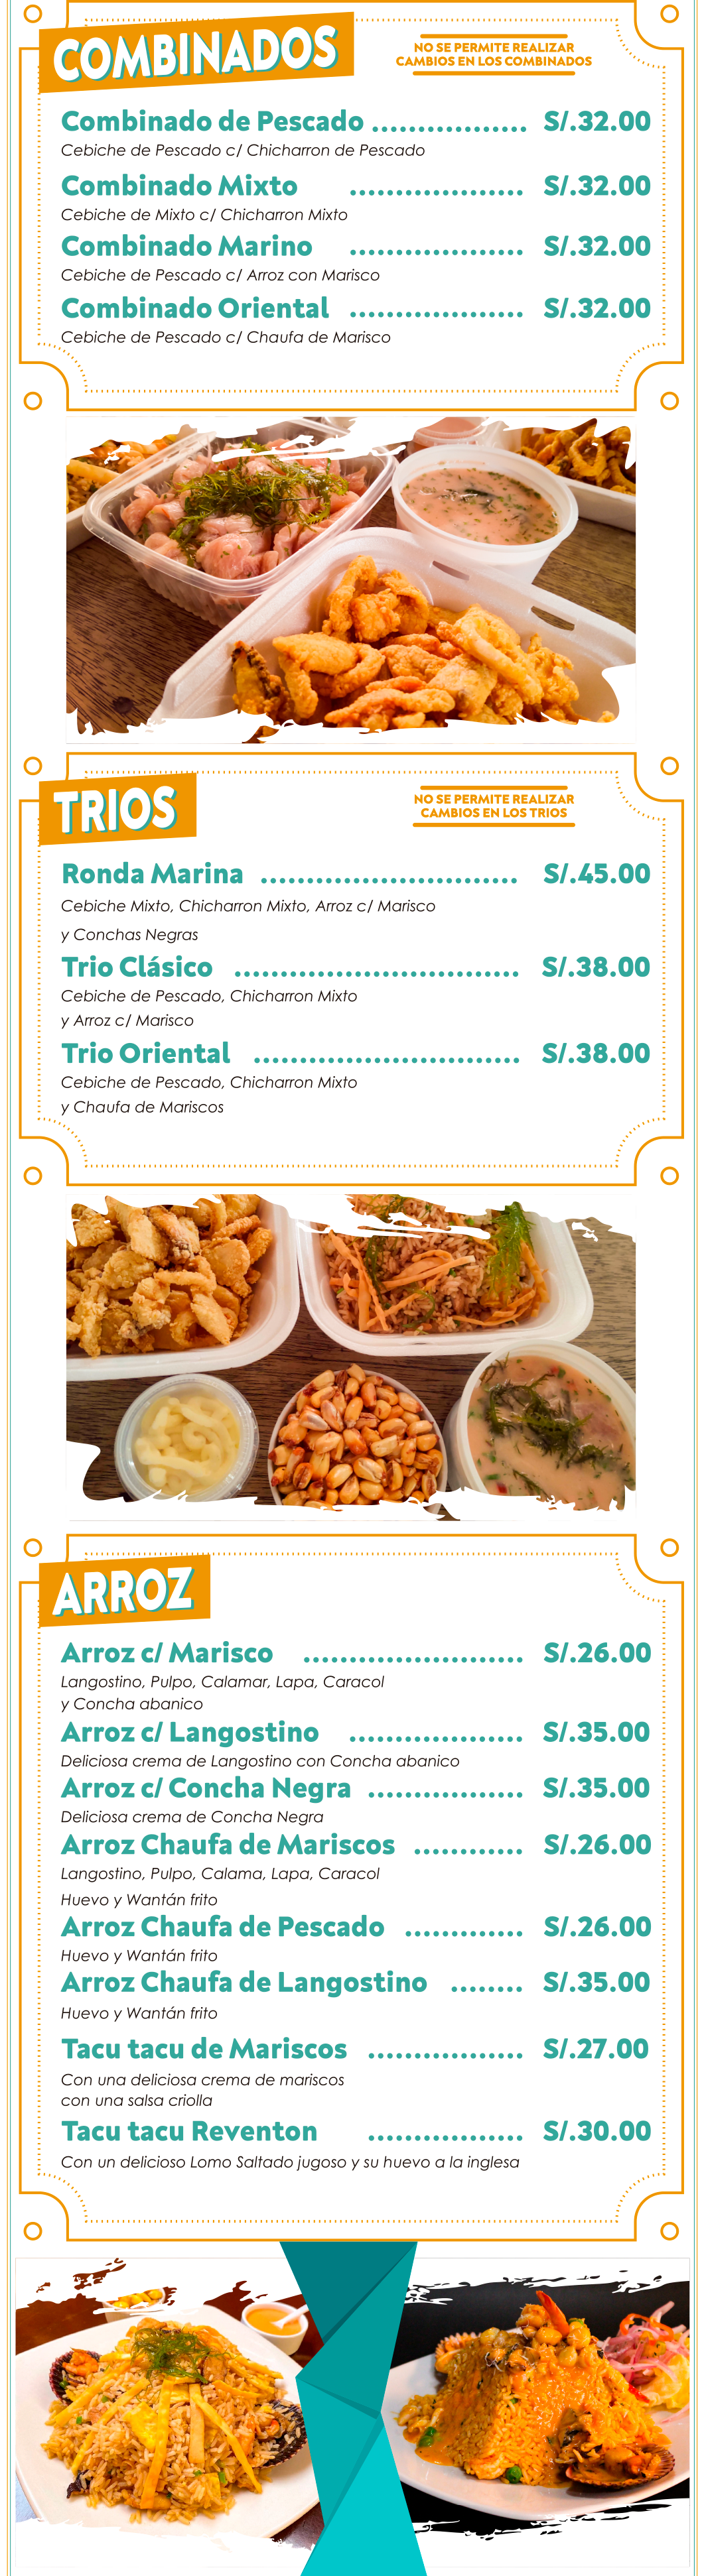 COMBINADOS
NO SE PERMITE REALIZAR
CAMBIOS EN LOS COMBINADOS
Combinado de Pescado ................. S/.32.00
Cebiche de Pescado c/ Chicharron de Pescado
Combinado Mixto ................... S/.32.00
Cebiche de Mixto c/ Chicharron Mixto
Combinado Marino ................... S/.32.00
Cebiche de Pescado c/ Arroz con Marisco
Combinado Oriental ................... S/.32.00
Cebiche de Pescado c/ Chaufa de Marisco
TRIOS
NO SE PERMITE REALIZAR
CAMBIOS EN LOS TRIOS
Ronda Marina ............................ S/.45.00
Cebiche Mixto, Chicharron Mixto, Arroz c/ Marisco
y Conchas Negras
Trio Clásico ............................... S/.38.00
Cebiche de Pescado, Chicharron Mixto
y Arroz c/ Marisco
Trio Oriental ............................. S/.38.00
Cebiche de Pescado, Chicharron Mixto
y Chaufa de Mariscos
ARROZ
Arroz c/ Marisco ........................ S/.26.00
Langostino, Pulpo, Calamar, Lapa, Caracol
y Concha abanico
Arroz c/ Langostino ................... S/.35.00
Deliciosa crema de Langostino con Concha abanico
Arroz c/ Concha Negra ................. S/.35.00
Deliciosa crema de Concha Negra
Arroz Chaufa de Mariscos ............ S/.26.00
Langostino, Pulpo, Calama, Lapa, Caracol
Huevo y Wantán frito
Arroz Chaufa de Pescado ............. S/.26.00
Huevo y Wantán frito
Arroz Chaufa de Langostino ........ S/.35.00
Huevo y Wantán frito
Tacu tacu de Mariscos ................. S/.27.00
Con una deliciosa crema de mariscos
con una salsa criolla
Tacu tacu Reventon ................. S/.30.00
Con un delicioso Lomo Saltado jugoso y su huevo a la inglesa